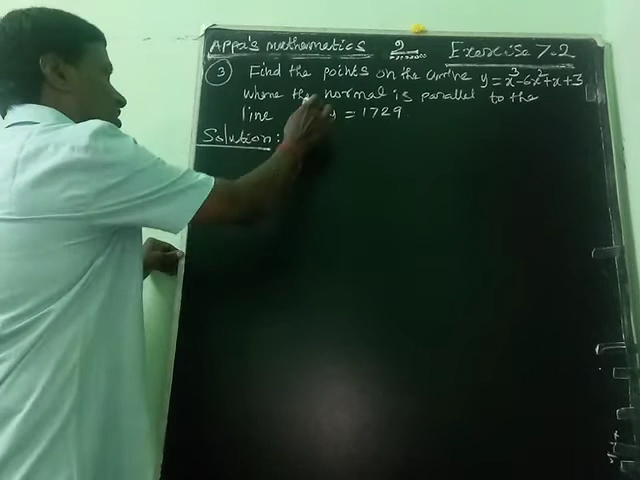 Appa's mathematics 2 Exercise 7.2
③ Find the points on the curve y = x³ - 6x² + x + 3
where the normal is parallel to the
line y = 1729.
Solution: